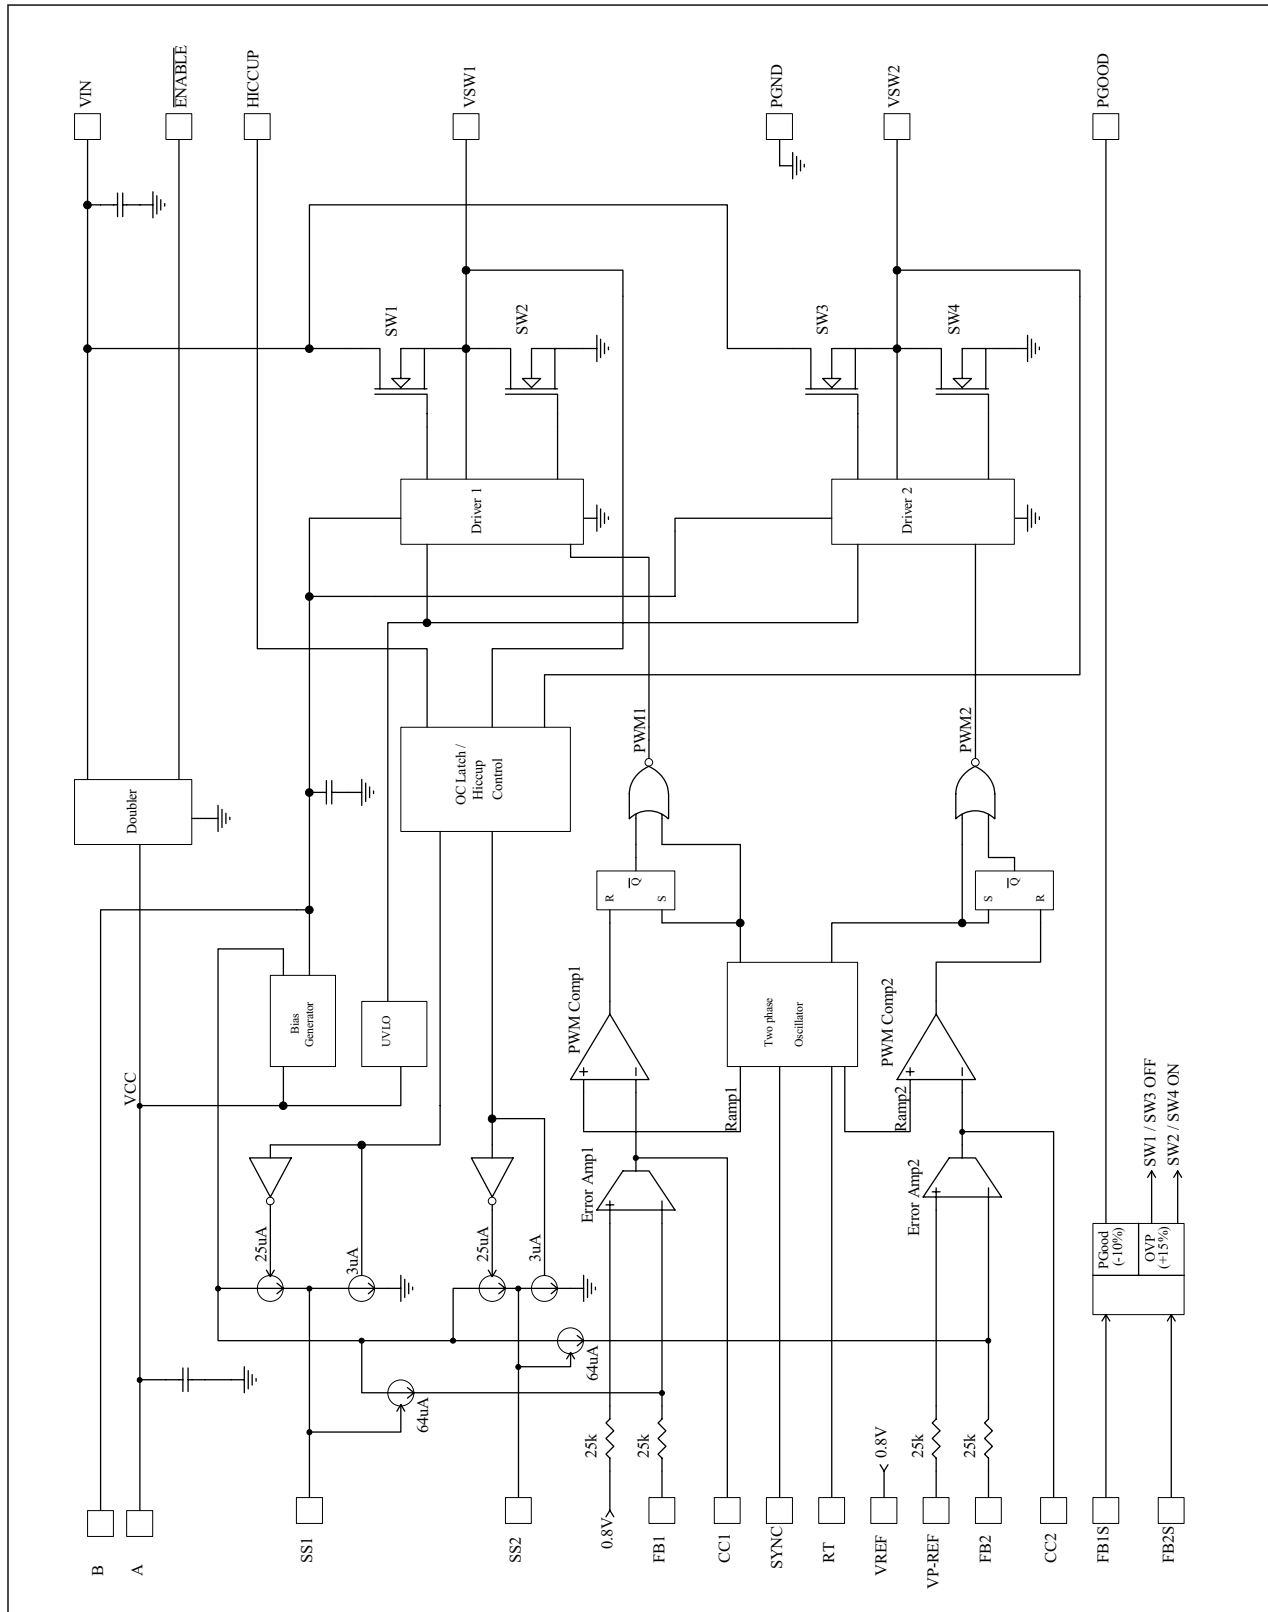 VIN
ENABLE
HICCUP
VSW1
PGND
VSW2
PGOOD
SW1
SW2
SW3
SW4
Driver 1
Driver 2
Doubler
OC Latch /
Hiccup
Control
PWM1
PWM2
R
Q
S
S
Q
R
Bias
Generator
UVLO
VCC
PWM Comp1
+
−
Two phase
Oscillator
PWM Comp2
+
−
Ramp1
Ramp2
25uA
3uA
25uA
3uA
64uA
64uA
Error Amp1
+
−
Error Amp2
+
−
SW1 / SW3 OFF
SW2 / SW4 ON
PGood
(-10%)
OVP
(+15%)
25k
25k
0.8V
25k
25k
B
A
SS1
SS2
0.8V
FB1
CC1
SYNC
RT
VREF
VP-REF
FB2
CC2
FB1S
FB2S